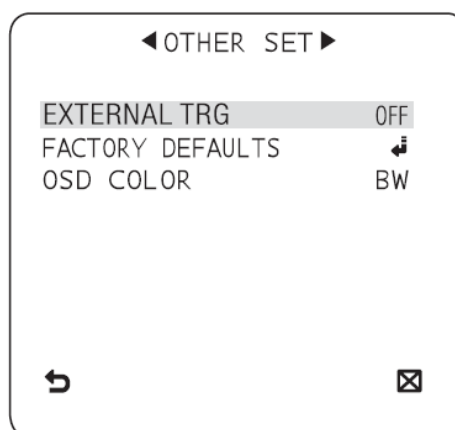 ◀OTHER SET▶
EXTERNAL TRG OFF
FACTORY DEFAULTS
OSD COLOR BW